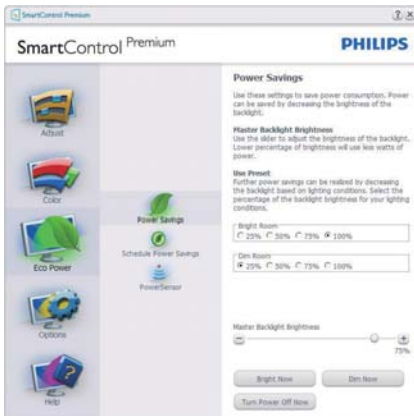 SmartControl Premium
SmartControl Premium
PHILIPS
Adjust
Color
Eco Power
Options
Help
Power Savings
Schedule Power Savings
PowerSensor
Power Savings
Use these settings to save power consumption. Power
can be saved by decreasing the brightness of the
backlight.
Master Backlight Brightness
Use the slider to adjust the brightness of the backlight.
Lower percentage of brightness will use less watts of
power.
Use Preset
Further power savings can be realized by decreasing
the backlight based on lighting conditions. Select the
percentage of the backlight brightness for your lighting
conditions.
Bright Room
25% 50% 75% 100%
Dim Room
25% 50% 75% 100%
Master Backlight Brightness
75%
Bright Now Dim Now
Turn Power Off Now